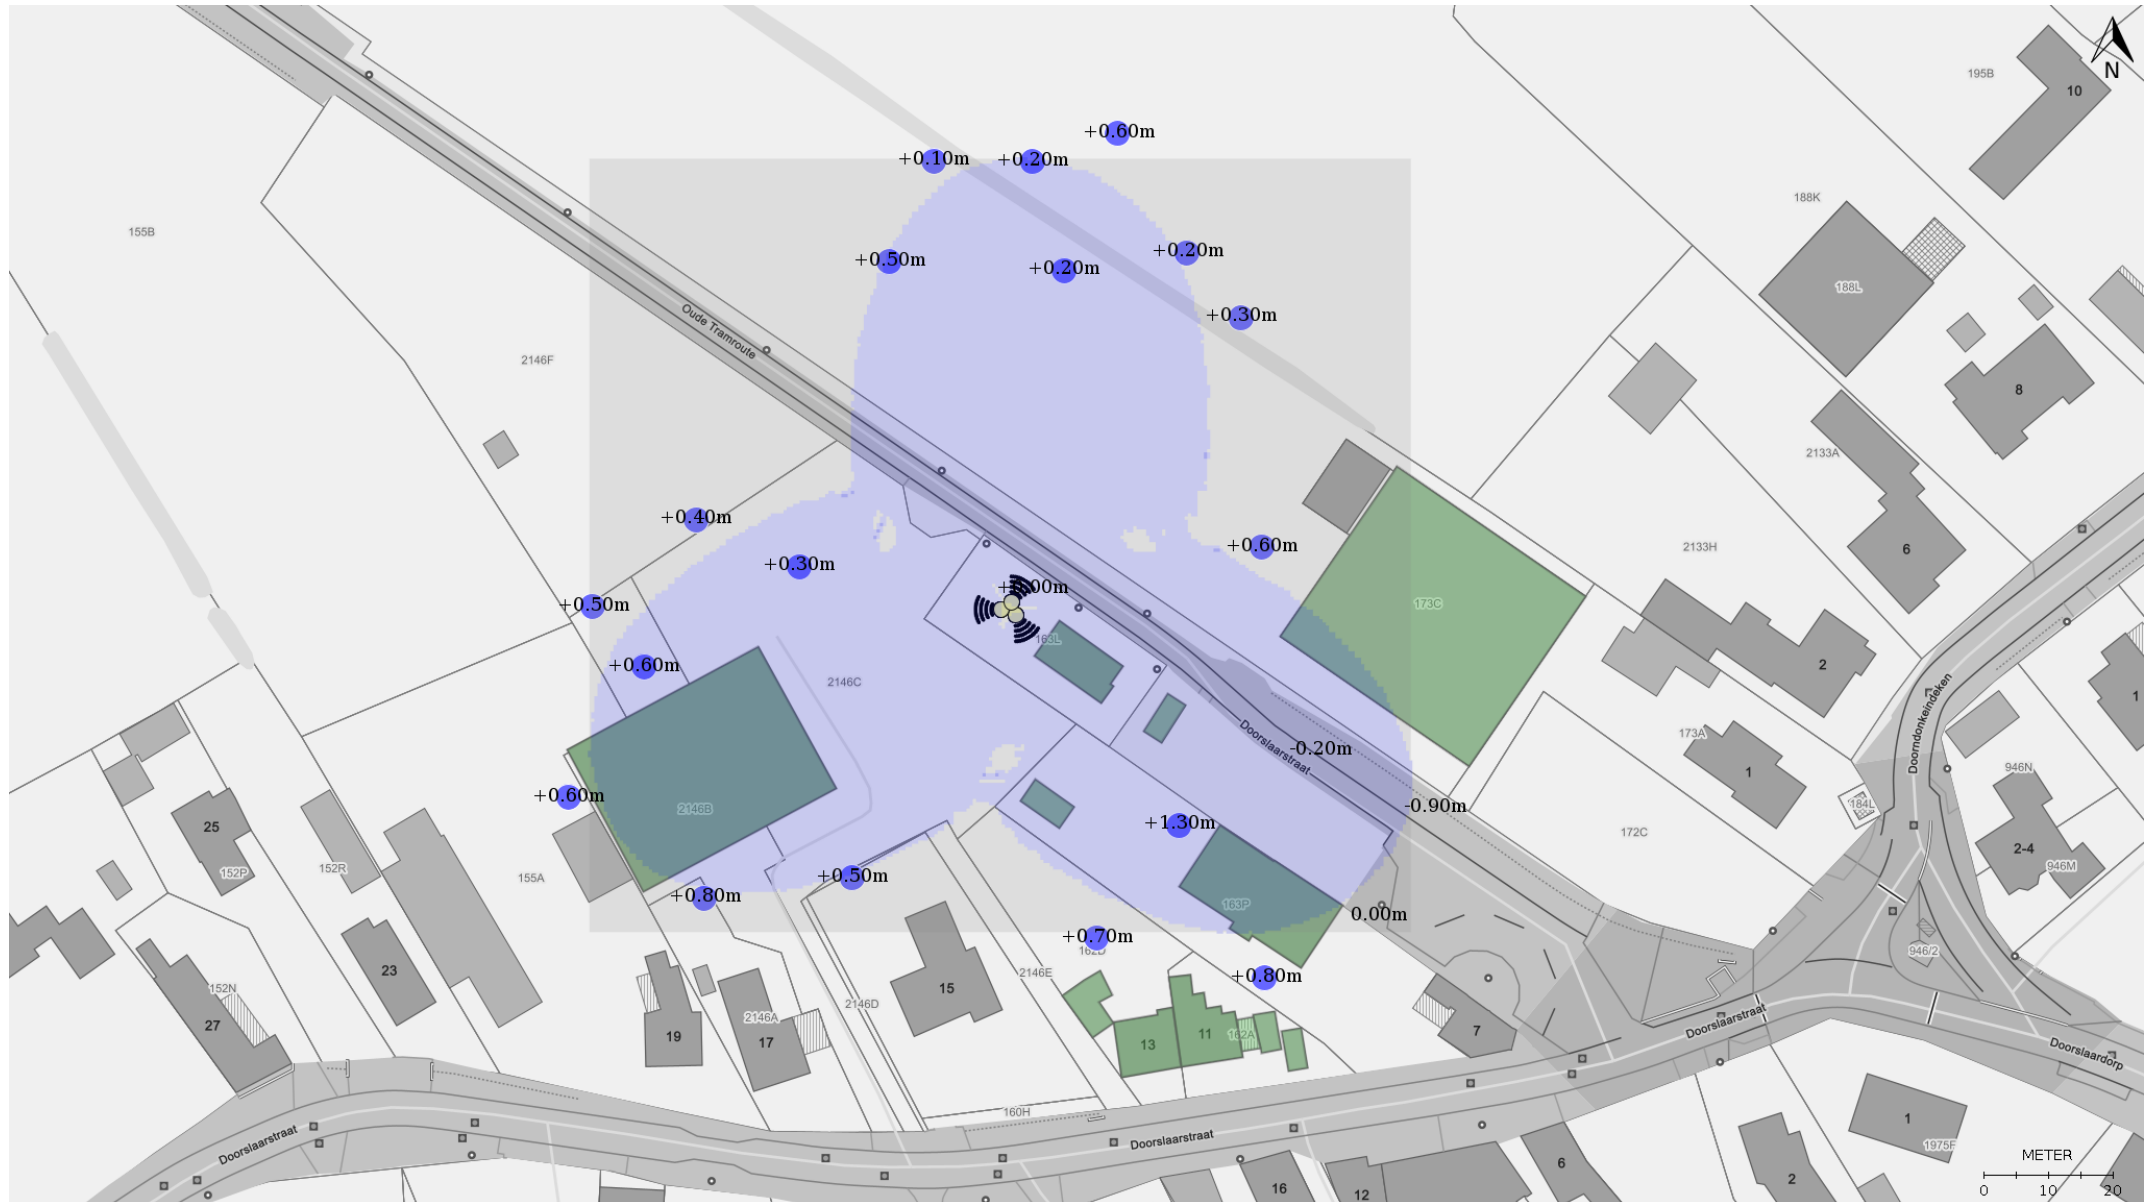 195B
10
N
+0.60m
+0.10m
+0.20m
188K
155B
+0.50m
+0.20m
+0.20m
188L
+0.30m
Oude Tramroute
2146F
8
2133A
+0.40m
+0.60m
2133H
6
+0.30m
00m
+0.50m
173C
163L
+0.60m
2
2146C
1
Doorndonkeindeken
173A
Doorslaarstraat
-0.20m
1
946N
+0.60m
2146B
-0.90m
184L
25
+1.30m
172C
2-4
946M
152P
152R
155A
+0.50m
+0.80m
163P
0.00m
+0.70m
162D
946/2
23
2146E
+0.80m
15
152N
2146D
27
2146A
19
17
13
11
162A
7
Doorslaarstraat
Doorslaardorp
160H
1
Doorslaarstraat
Doorslaarstraat
METER
6
2
16
12
0
10
20